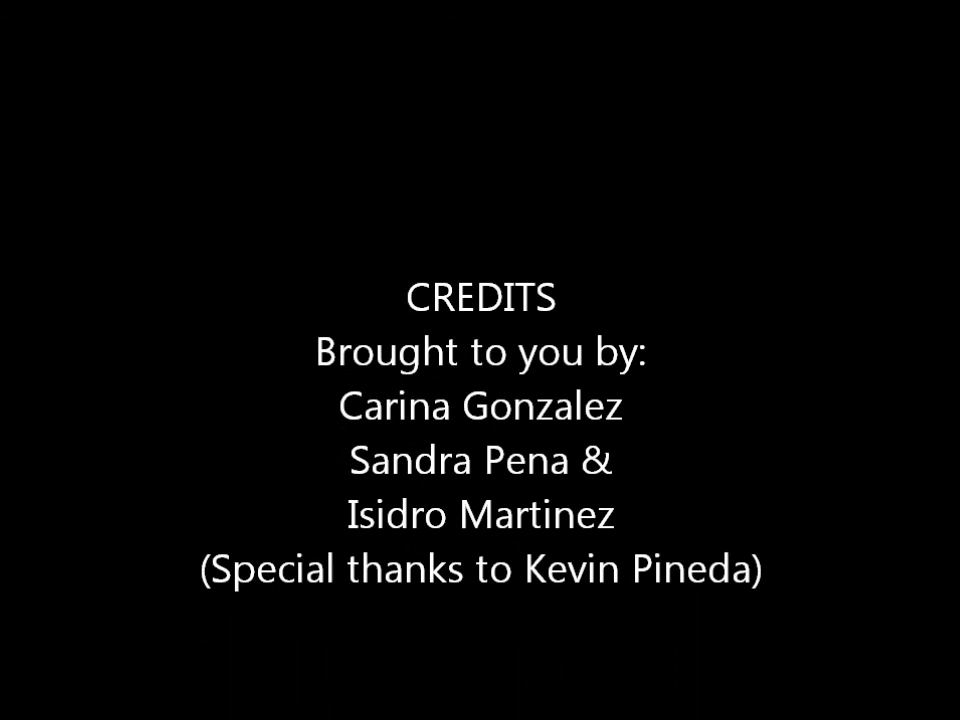 CREDITS
Brought to you by:
Carina Gonzalez
Sandra Pena &
Isidro Martinez
(Special thanks to Kevin Pineda)